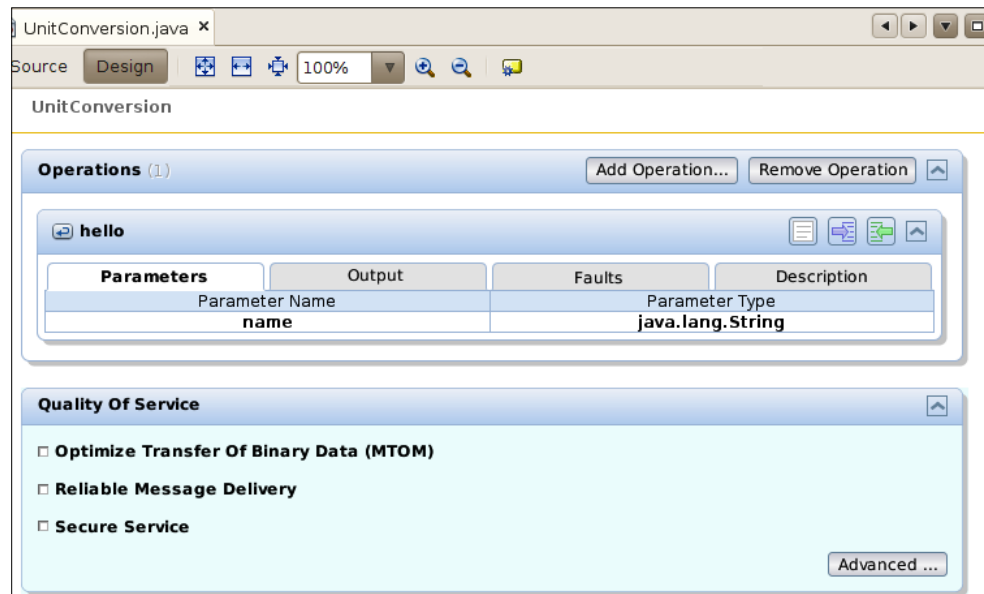 UnitConversion.java ×
Source Design 100%
UnitConversion
Operations (1) Add Operation... Remove Operation
hello
Parameters Output Faults Description
Parameter Name Parameter Type
name java.lang.String
Quality Of Service
Optimize Transfer Of Binary Data (MTOM)
Reliable Message Delivery
Secure Service
Advanced ...